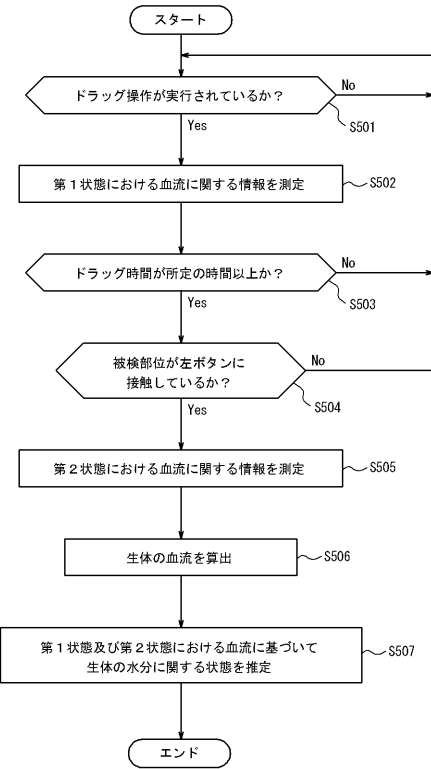 スタート
ドラッグ操作が実行されているか？
No
S501
Yes
第１状態における血流に関する情報を測定
S502
ドラッグ時間が所定の時間以上か？
No
S503
Yes
被検部位が左ボタンに
接触しているか？
No
S504
Yes
第２状態における血流に関する情報を測定
S505
生体の血流を算出
S506
第１状態及び第２状態における血流に基づいて
生体の水分に関する状態を推定
S507
エンド